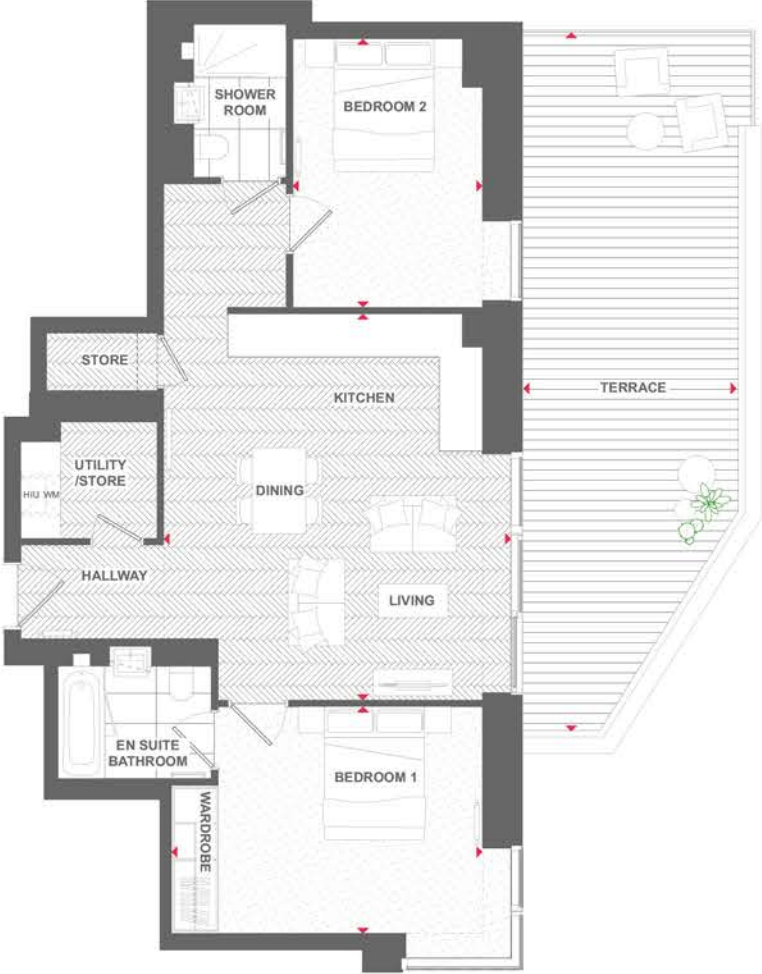 SHOWER
ROOM
BEDROOM 2
STORE
KITCHEN
TERRACE
UTILITY
/STORE
HIU WM
DINING
HALLWAY
LIVING
EN SUITE
BATHROOM
BEDROOM 1
WARDROBE